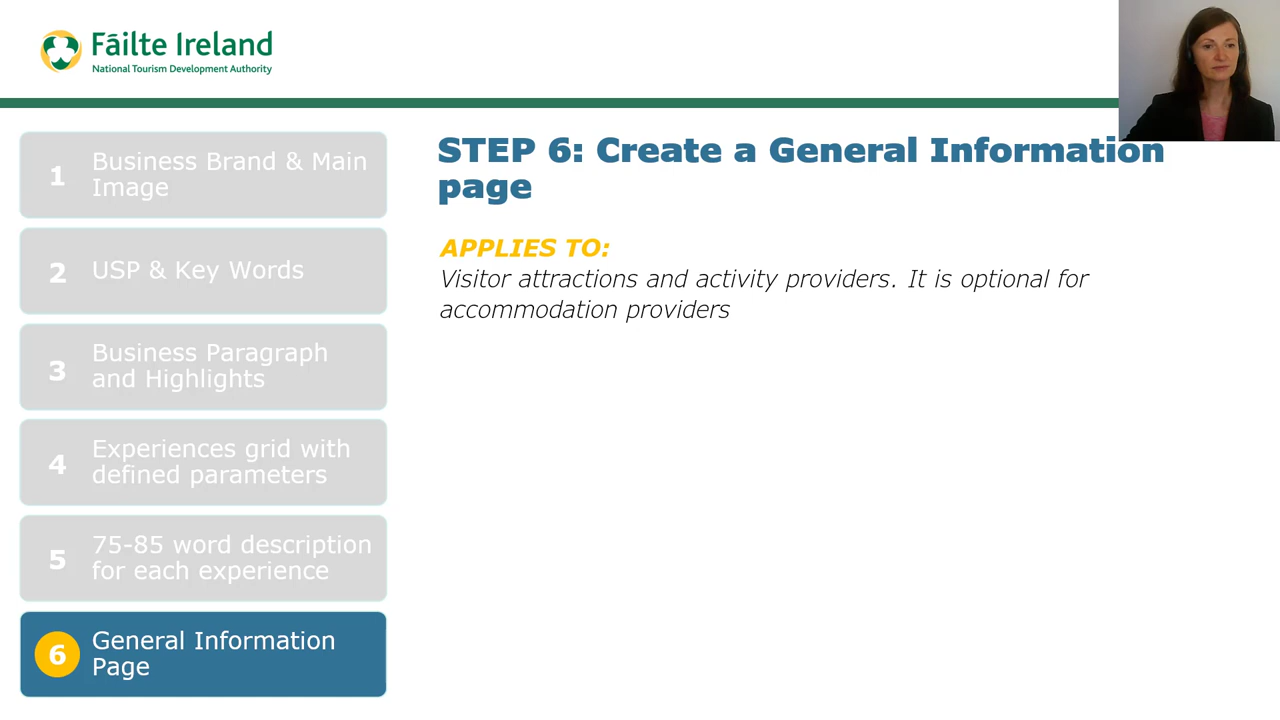 Fáilte Ireland
National Tourism Development Authority
1
Business Brand & Main
Image
2
USP & Key Words
3
Business Paragraph
and Highlights
4
Experiences grid with
defined parameters
5
75-85 word description
for each experience
6
General Information
Page
STEP 6: Create a General Information
page
APPLIES TO:
Visitor attractions and activity providers. It is optional for
accommodation providers